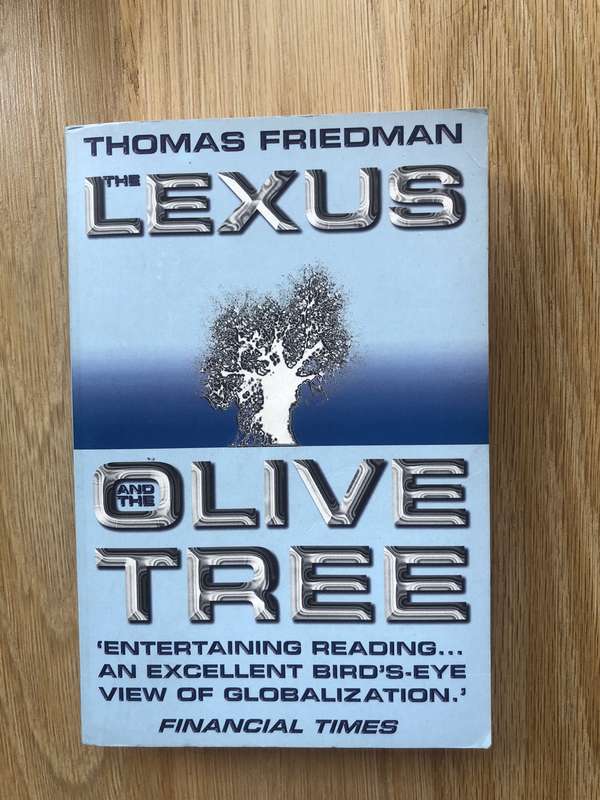 THOMAS FRIEDMAN
THE
LEXUS
AND THE
OLIVE
TREE
'ENTERTAINING READING...
AN EXCELLENT BIRD'S-EYE
VIEW OF GLOBALIZATION.'
FINANCIAL TIMES